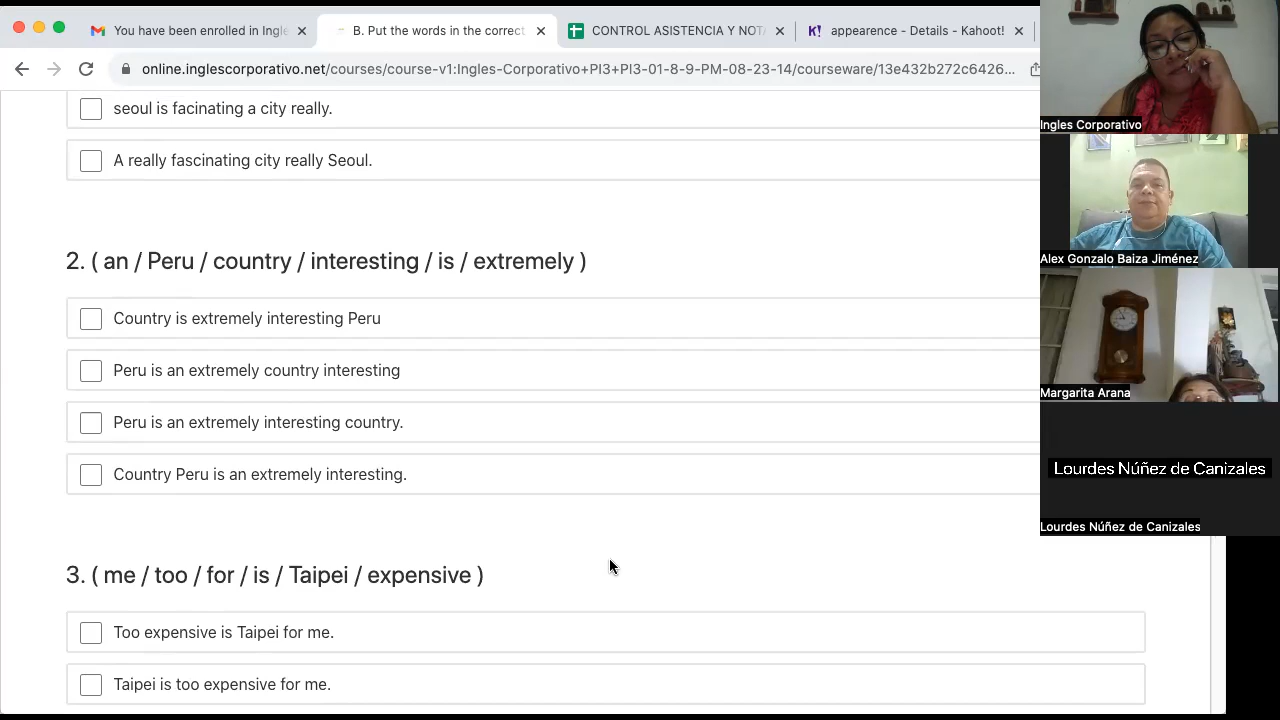 You have been enrolled in Ingle
B. Put the words in the correct
CONTROL ASISTENCIA Y NOTA
appearence - Details - Kahoot!
online.inglescorporativo.net/courses/course-v1:Ingles-Corporativo+PI3+PI3-01-8-9-PM-08-23-14/courseware/13e432b272c6426...
seoul is facinating a city really.
A really fascinating city really Seoul.
2. ( an / Peru / country / interesting / is / extremely )
Country is extremely interesting Peru
Peru is an extremely country interesting
Peru is an extremely interesting country.
Country Peru is an extremely interesting.
3. ( me / too / for / is / Taipei / expensive )
Too expensive is Taipei for me.
Taipei is too expensive for me.
Ingles Corporativo
Alex Gonzalo Baiza Jiménez
Margarita Arana
Lourdes Núñez de Canizales
Lourdes Núñez de Canizales